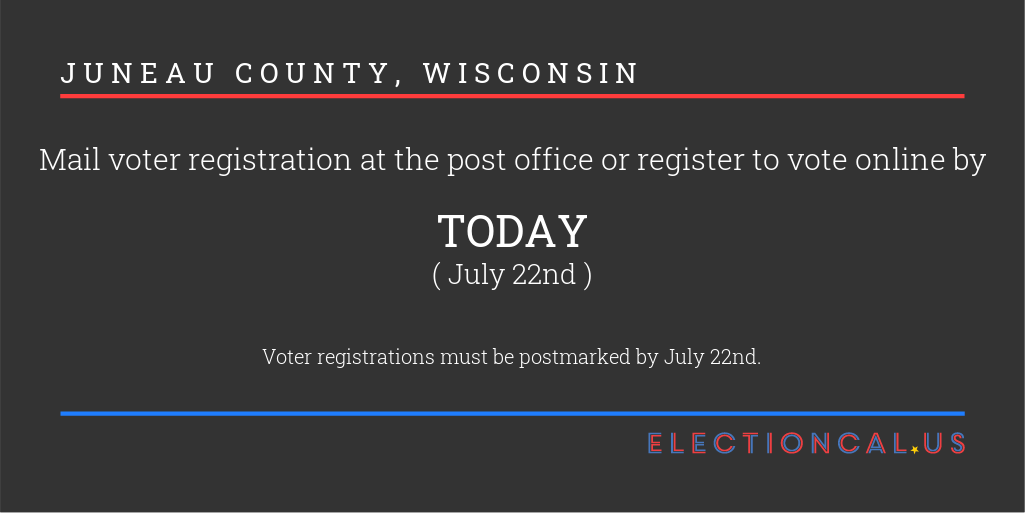 JUNEAU COUNTY, WISCONSIN
Mail voter registration at the post office or register to vote online by
TODAY
( July 22nd )
Voter registrations must be postmarked by July 22nd.
ELECTIONCAL.US